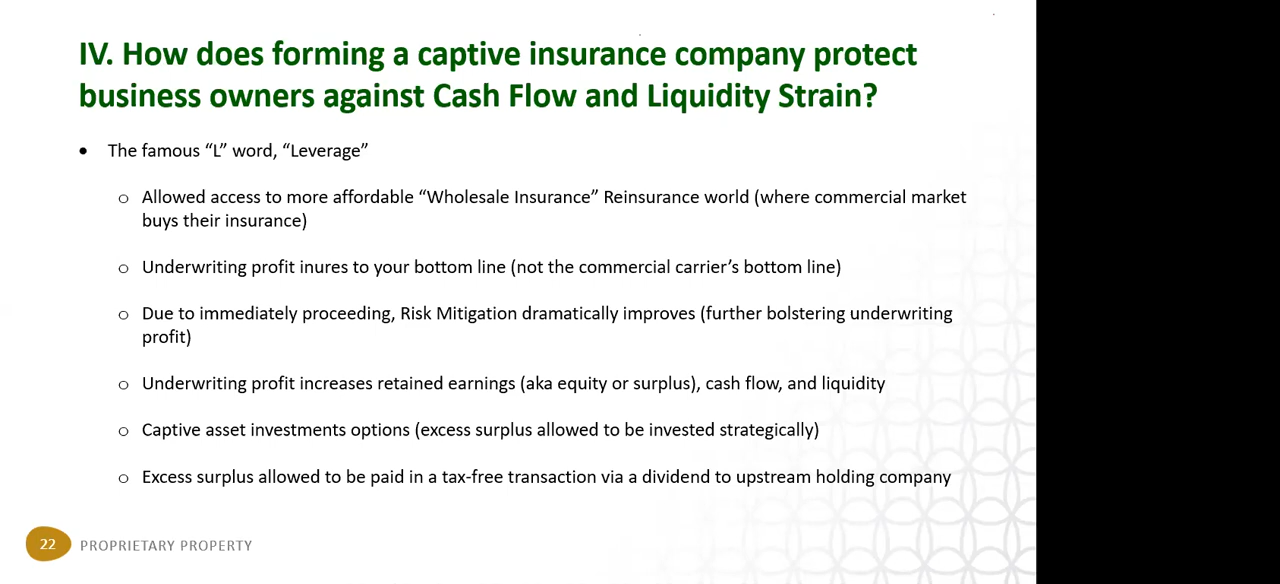 IV. How does forming a captive insurance company protect
business owners against Cash Flow and Liquidity Strain?
• The famous “L” word, “Leverage”
o Allowed access to more affordable “Wholesale Insurance” Reinsurance world (where commercial market
buys their insurance)
o Underwriting profit inures to your bottom line (not the commercial carrier’s bottom line)
o Due to immediately proceeding, Risk Mitigation dramatically improves (further bolstering underwriting
profit)
o Underwriting profit increases retained earnings (aka equity or surplus), cash flow, and liquidity
o Captive asset investments options (excess surplus allowed to be invested strategically)
o Excess surplus allowed to be paid in a tax-free transaction via a dividend to upstream holding company
22 PROPRIETARY PROPERTY